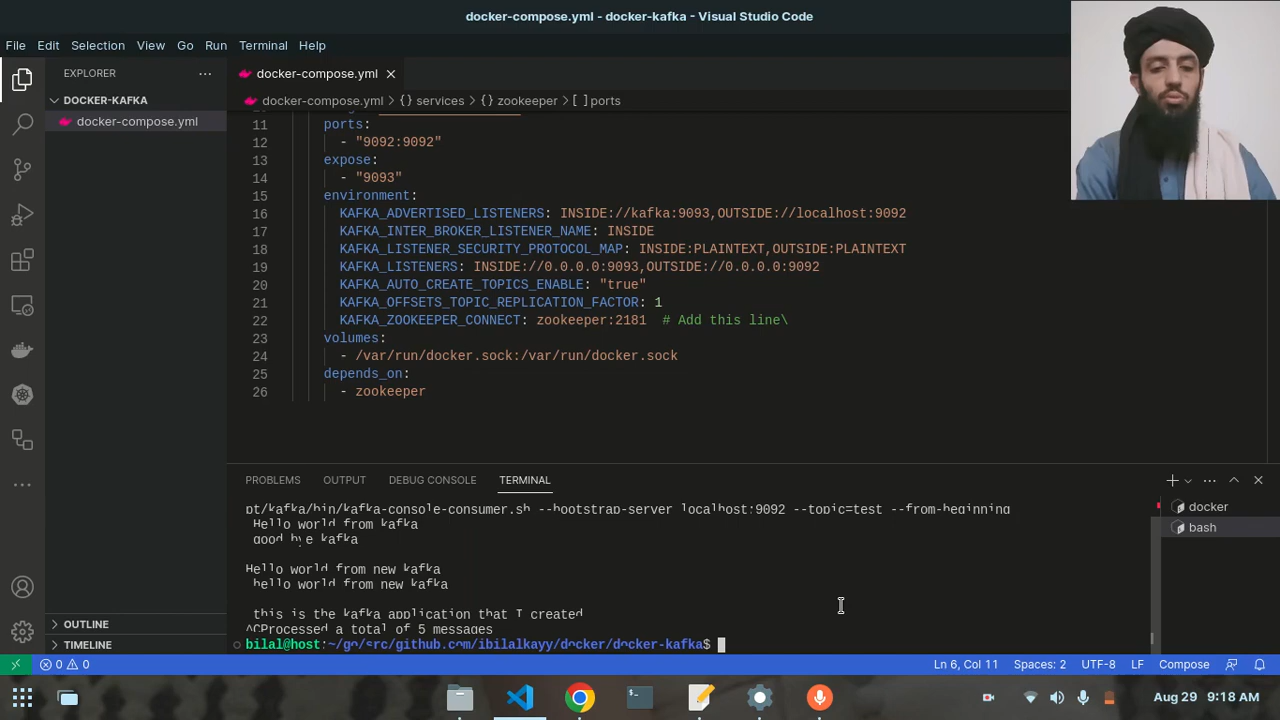 docker-compose.yml - docker-kafka - Visual Studio Code
File Edit Selection View Go Run Terminal Help
EXPLORER
docker-compose.yml
DOCKER-KAFKA
docker-compose.yml > {} services > {} zookeeper > [ ] ports
docker-compose.yml
11 ports:
12 - "9092:9092"
13 expose:
14 - "9093"
15 environment:
16 KAFKA_ADVERTISED_LISTENERS: INSIDE://kafka:9093,OUTSIDE://localhost:9092
17 KAFKA_INTER_BROKER_LISTENER_NAME: INSIDE
18 KAFKA_LISTENER_SECURITY_PROTOCOL_MAP: INSIDE:PLAINTEXT,OUTSIDE:PLAINTEXT
19 KAFKA_LISTENERS: INSIDE://0.0.0.0:9093,OUTSIDE://0.0.0.0:9092
20 KAFKA_AUTO_CREATE_TOPICS_ENABLE: "true"
21 KAFKA_OFFSETS_TOPIC_REPLICATION_FACTOR: 1
22 KAFKA_ZOOKEEPER_CONNECT: zookeeper:2181 # Add this line\
23 volumes:
24 - /var/run/docker.sock:/var/run/docker.sock
25 depends_on:
26 - zookeeper
PROBLEMS OUTPUT DEBUG CONSOLE TERMINAL
pt/kafka/bin/kafka-console-consumer.sh --bootstrap-server localhost:9092 --topic=test --from-beginning
Hello world from kafka
good bye kafka
Hello world from new kafka
hello world from new kafka
this is the kafka application that I created
^CProcessed a total of 5 messages
bilal@host:~/go/src/github.com/ibilalkayy/docker/docker-kafka$
docker
bash
OUTLINE
TIMELINE
0 0 Ln 6, Col 11 Spaces: 2 UTF-8 LF Compose
Aug 29 9:18 AM